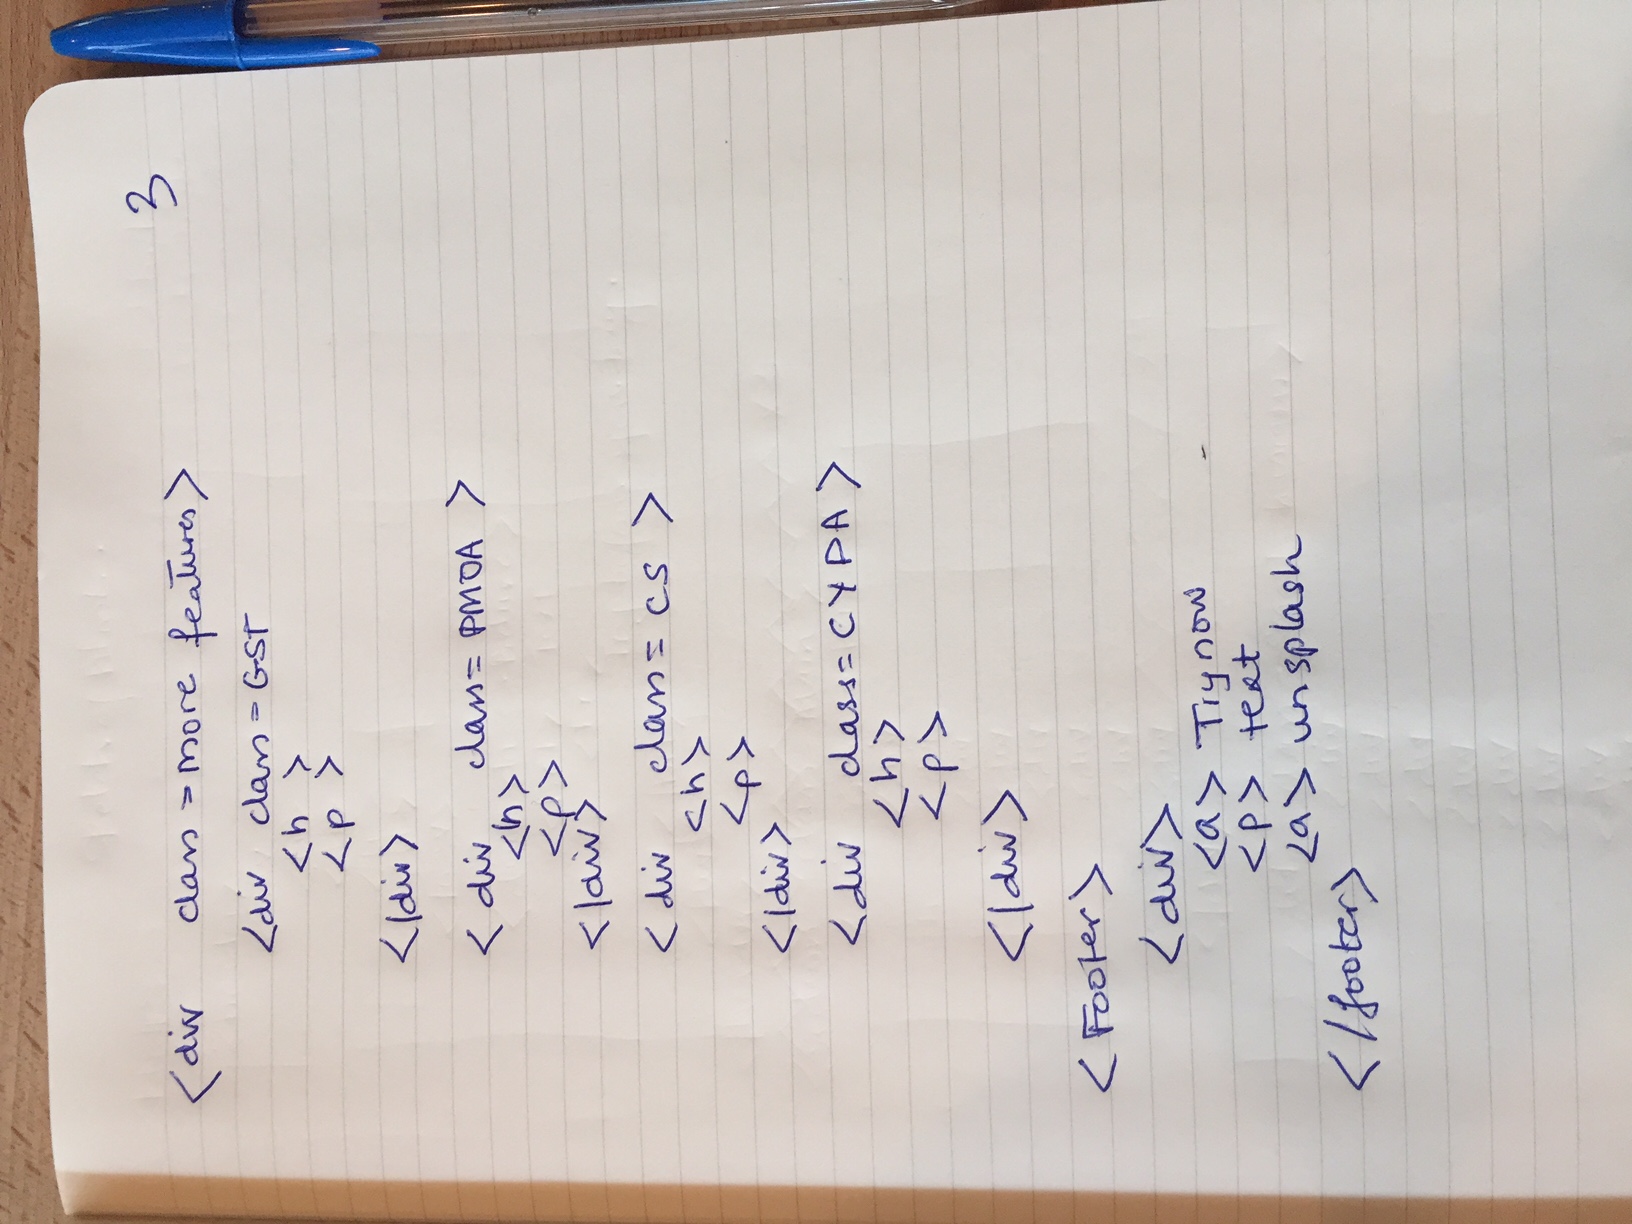 3
<div class = more features>
<div class = GST
<h >
<p >
</div>
<div class = PMOA >
<h>
<p>
</div>
<div class = CS >
<h>
<p>
</div>
<div class = CYPA >
<h>
<p>
</div>
<Footer>
<div>
<a> Try now
<p> text
<a> unsplash
</footer>